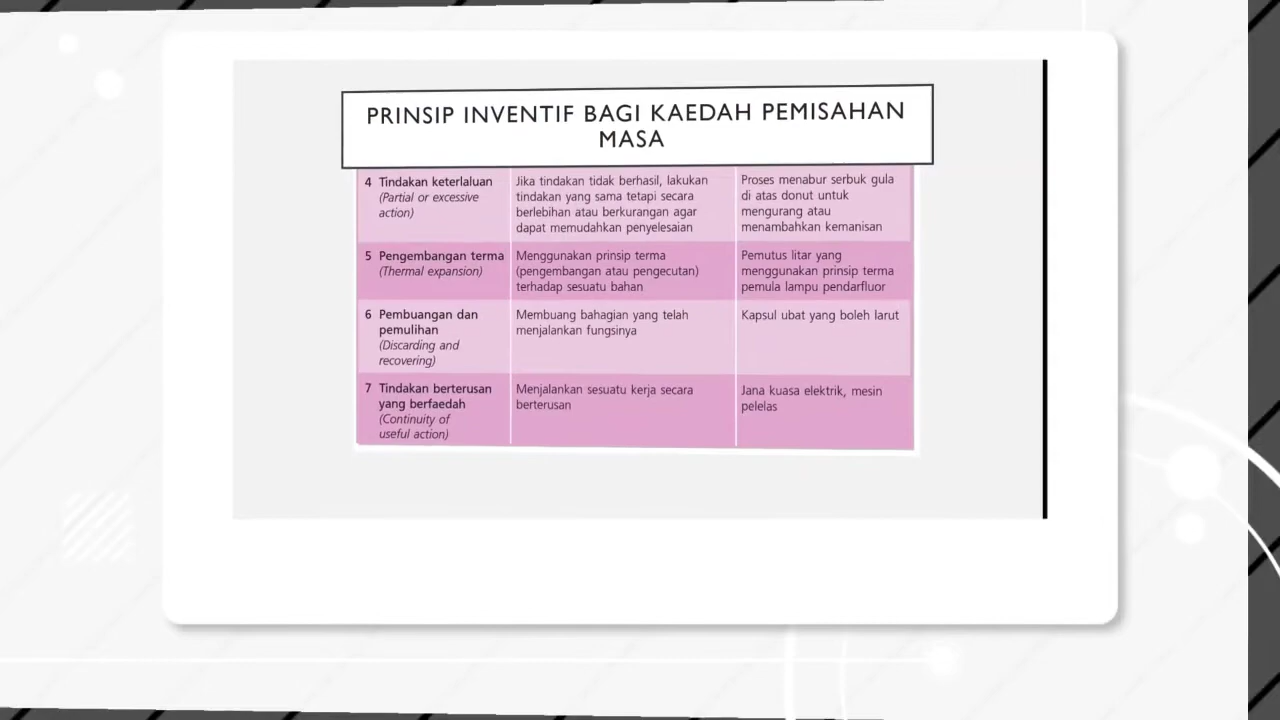 PRINSIP INVENTIF BAGI KAEDAH PEMISAHAN
MASA
4 Tindakan keterlaluan
(Partial or excessive
action)
Jika tindakan tidak berhasil, lakukan
tindakan yang sama tetapi secara
berlebihan atau berkurangan agar
dapat memudahkan penyelesaian
Proses menabur serbuk gula
di atas donut untuk
mengurang atau
menambahkan kemanisan
5 Pengembangan terma
(Thermal expansion)
Menggunakan prinsip terma
(pengembangan atau pengecutan)
terhadap sesuatu bahan
Pemutus litar yang
menggunakan prinsip terma
pemula lampu pendarfluor
6 Pembuangan dan
pemulihan
(Discarding and
recovering)
Membuang bahagian yang telah
menjalankan fungsinya
Kapsul ubat yang boleh larut
7 Tindakan berterusan
yang berfaedah
(Continuity of
useful action)
Menjalankan sesuatu kerja secara
berterusan
Jana kuasa elektrik, mesin
pelelas